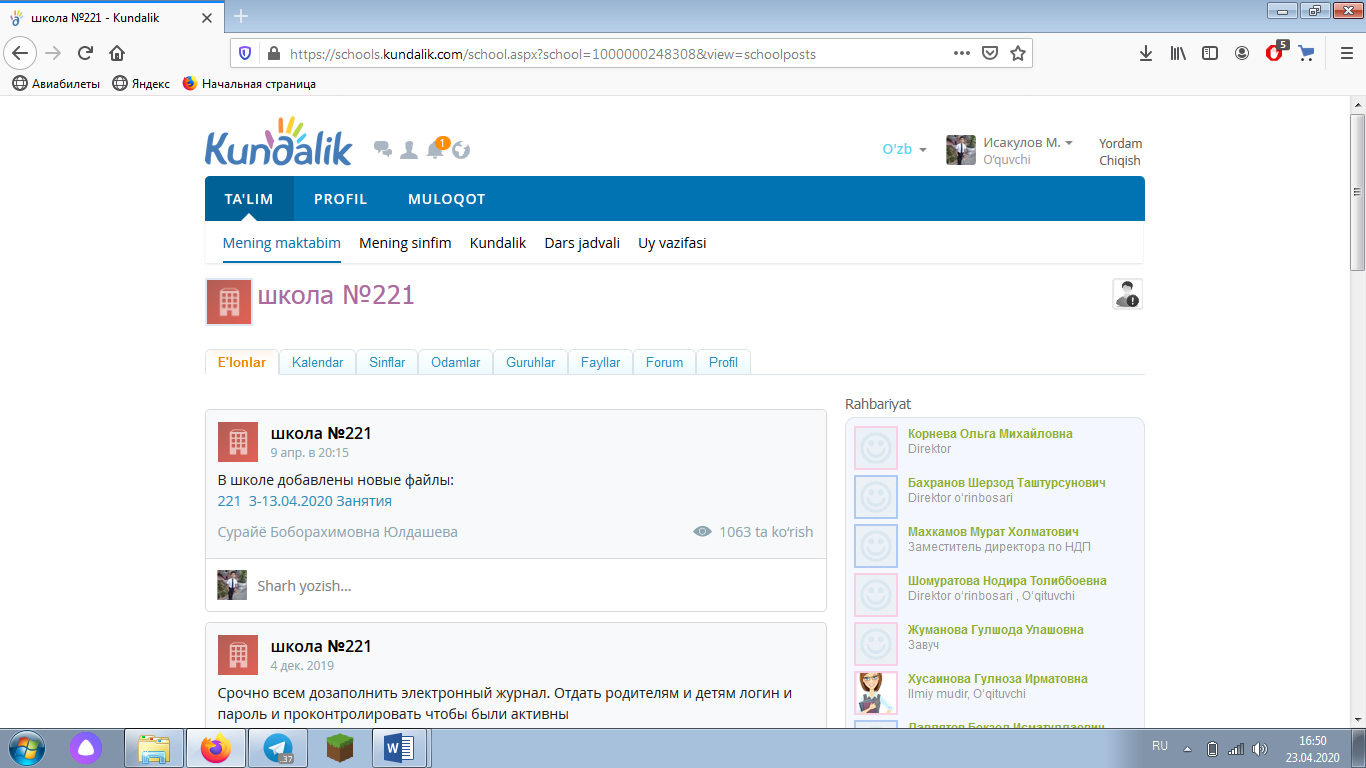 школа №221 - Kundalik
https://schools.kundalik.com/school.aspx?school=1000000248308&view=schoolposts
5
Авиабилеты Яндекс Начальная страница
Kundalik 1 O'zb Исакулов М. Yordam
O'quvchi Chiqish
TA'LIM PROFIL MULOQOT
Mening maktabim Mening sinfim Kundalik Dars jadvali Uy vazifasi
школа №221
E'lonlar Kalendar Sinflar Odamlar Guruhlar Fayllar Forum Profil
школа №221
9 апр. в 20:15
В школе добавлены новые файлы:
221 3-13.04.2020 Занятия
Сурайё Боборахимовна Юлдашева 1063 ta ko'rish
Sharh yozish...
школа №221
4 дек. 2019
Срочно всем дозаполнить электронный журнал. Отдать родителям и детям логин и
пароль и проконтролировать чтобы были активны
Rahbariyat
Корнева Ольга Михайловна
Direktor
Бахранов Шерзод Таштурсунович
Direktor o'rinbosari
Махкамов Мурат Холматович
Заместитель директора по НДП
Шомуратова Нодира Толиббоевна
Direktor o'rinbosari , O'qituvchi
Жуманова Гулшода Улашовна
Завуч
Хусаинова Гулноза Ирматовна
Ilmiy mudir, O'qituvchi
.37
RU
16:50
23.04.2020